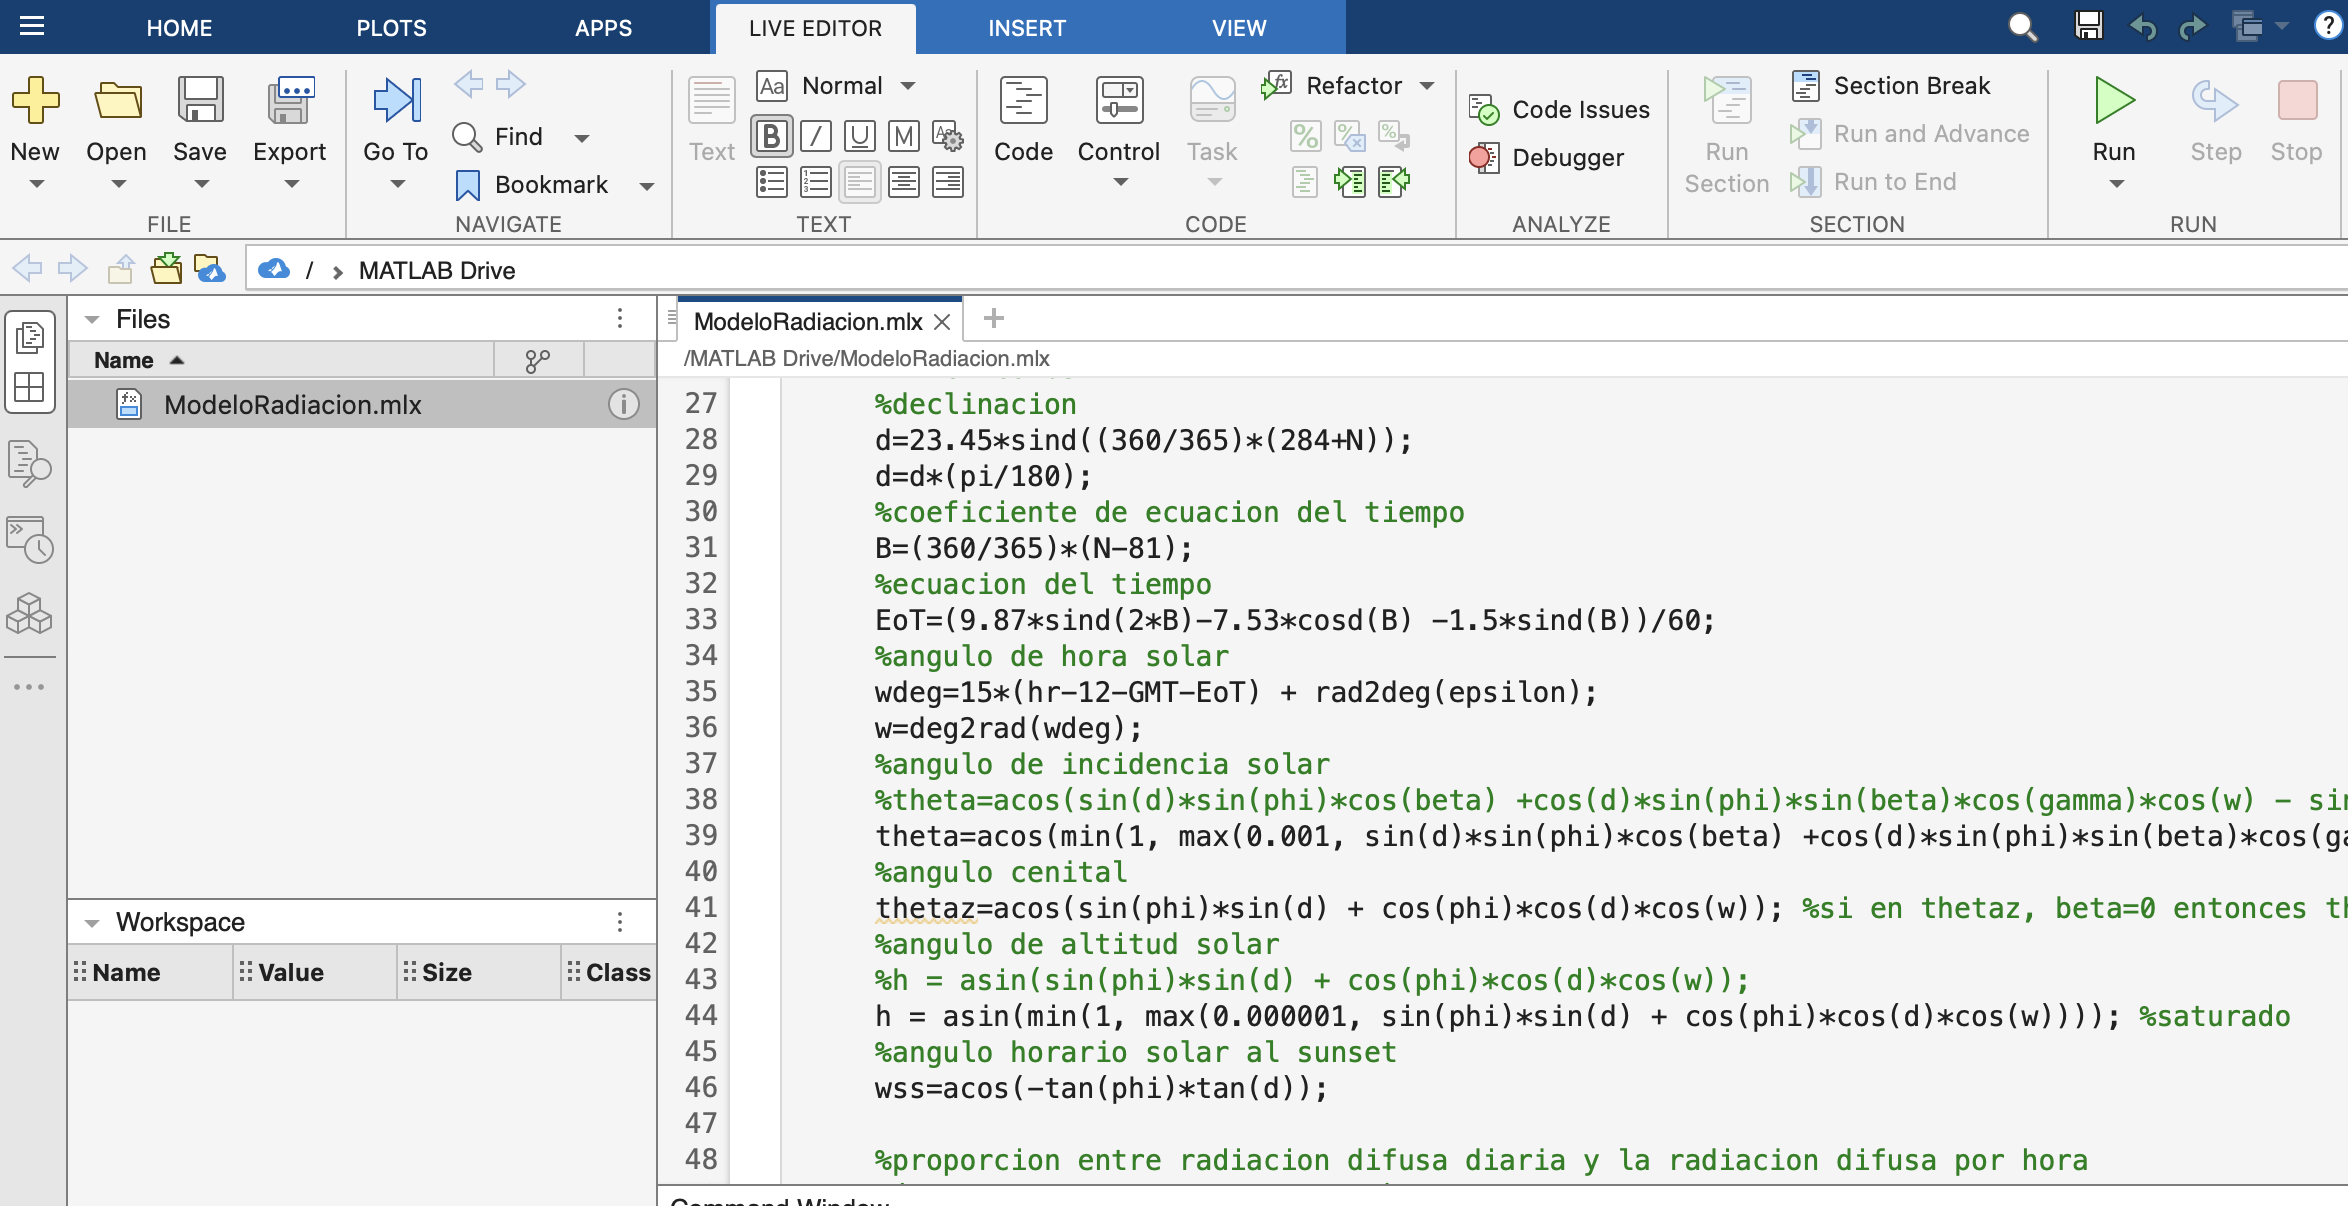 HOME PLOTS APPS LIVE EDITOR INSERT VIEW
New Open Save Export
FILE
Go To Find Bookmark
NAVIGATE
Text Aa Normal
B I U M Aa
TEXT
Code Control Task Refactor
CODE
Code Issues
Debugger
ANALYZE
Run Section
Section Break
Run and Advance
Run to End
SECTION
Run Step Stop
RUN
/ › MATLAB Drive
Files
Name
ModeloRadiacion.mlx
Workspace
Name Value Size Class
ModeloRadiacion.mlx
/MATLAB Drive/ModeloRadiacion.mlx
27 %declinacion
28 d=23.45*sind((360/365)*(284+N));
29 d=d*(pi/180);
30 %coeficiente de ecuacion del tiempo
31 B=(360/365)*(N-81);
32 %ecuacion del tiempo
33 EoT=(9.87*sind(2*B)-7.53*cosd(B) -1.5*sind(B))/60;
34 %angulo de hora solar
35 wdeg=15*(hr-12-GMT-EoT) + rad2deg(epsilon);
36 w=deg2rad(wdeg);
37 %angulo de incidencia solar
38 %theta=acos(sin(d)*sin(phi)*cos(beta) +cos(d)*sin(phi)*sin(beta)*cos(gamma)*cos(w) - si
39 theta=acos(min(1, max(0.001, sin(d)*sin(phi)*cos(beta) +cos(d)*sin(phi)*sin(beta)*cos(ga
40 %angulo cenital
41 thetaz=acos(sin(phi)*sin(d) + cos(phi)*cos(d)*cos(w)); %si en thetaz, beta=0 entonces th
42 %angulo de altitud solar
43 %h = asin(sin(phi)*sin(d) + cos(phi)*cos(d)*cos(w));
44 h = asin(min(1, max(0.000001, sin(phi)*sin(d) + cos(phi)*cos(d)*cos(w)))); %saturado
45 %angulo horario solar al sunset
46 wss=acos(-tan(phi)*tan(d));
47
48 %proporcion entre radiacion difusa diaria y la radiacion difusa por hora
Command Window